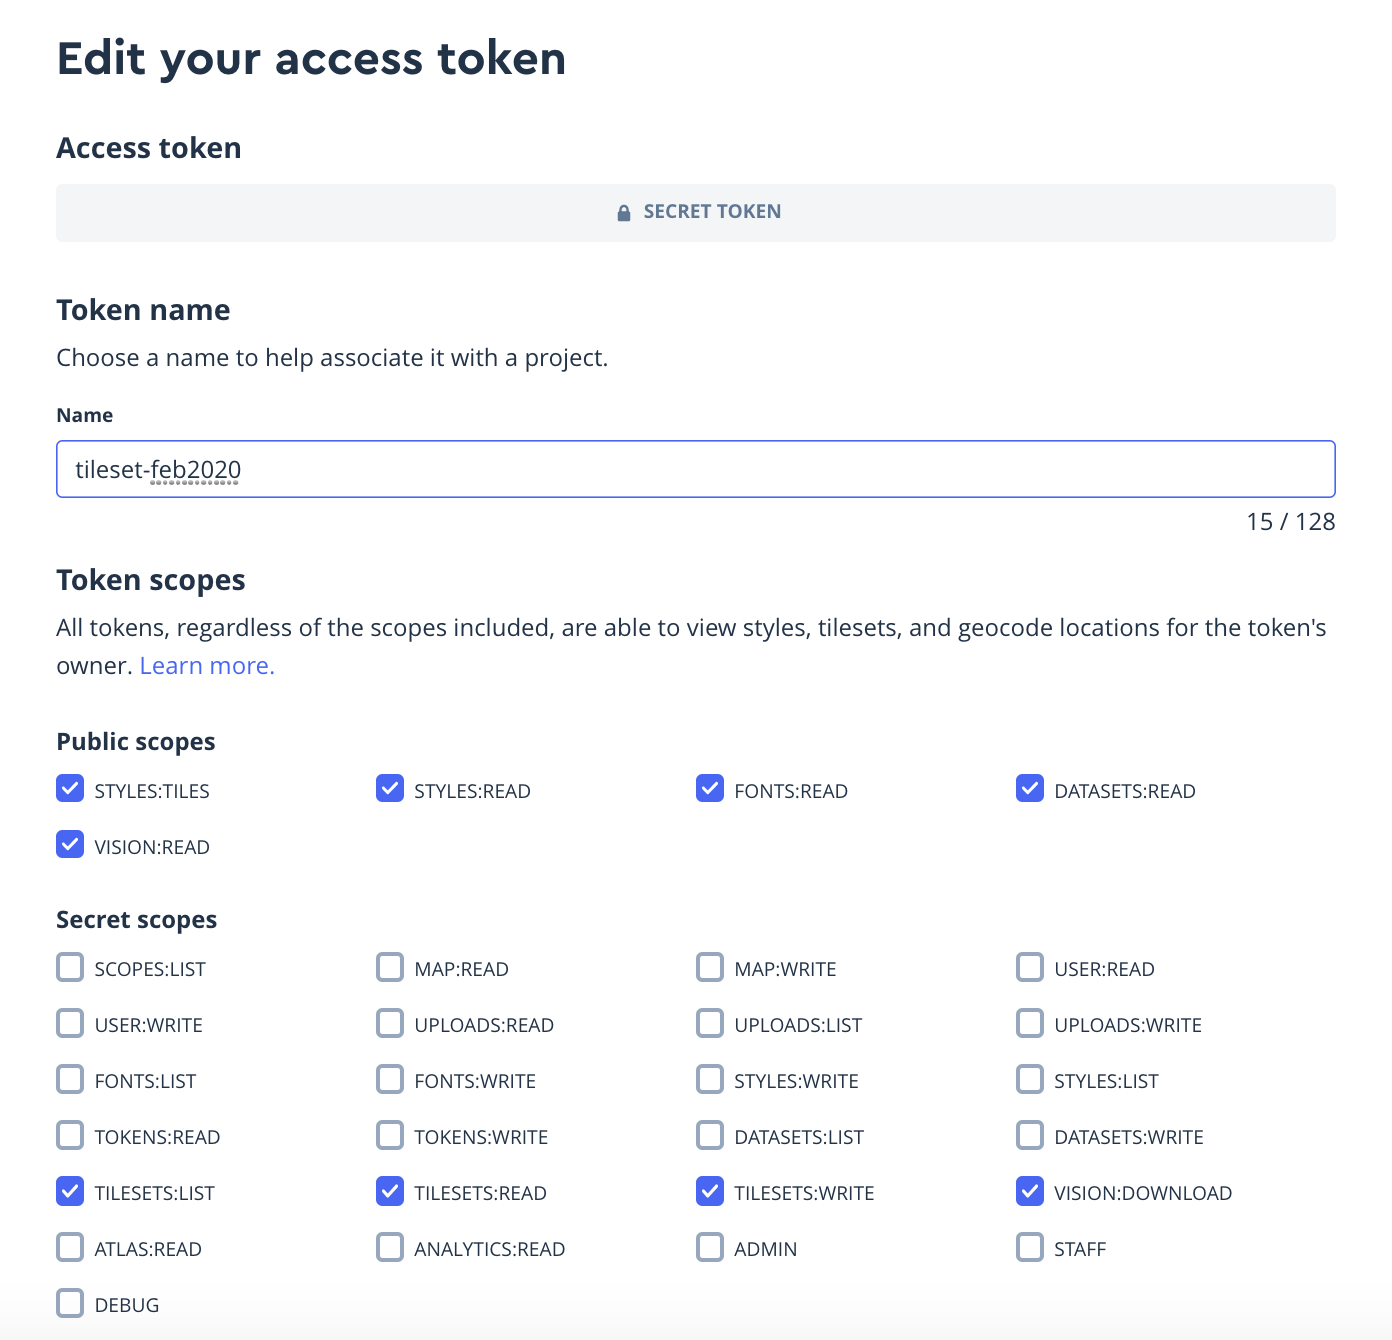 Edit your access token
Access token
SECRET TOKEN
Token name
Choose a name to help associate it with a project.
Name
tileset-feb2020
15 / 128
Token scopes
All tokens, regardless of the scopes included, are able to view styles, tilesets, and geocode locations for the token's
owner. Learn more.
Public scopes
STYLES:TILES STYLES:READ FONTS:READ DATASETS:READ
VISION:READ
Secret scopes
SCOPES:LIST MAP:READ MAP:WRITE USER:READ
USER:WRITE UPLOADS:READ UPLOADS:LIST UPLOADS:WRITE
FONTS:LIST FONTS:WRITE STYLES:WRITE STYLES:LIST
TOKENS:READ TOKENS:WRITE DATASETS:LIST DATASETS:WRITE
TILESETS:LIST TILESETS:READ TILESETS:WRITE VISION:DOWNLOAD
ATLAS:READ ANALYTICS:READ ADMIN STAFF
DEBUG